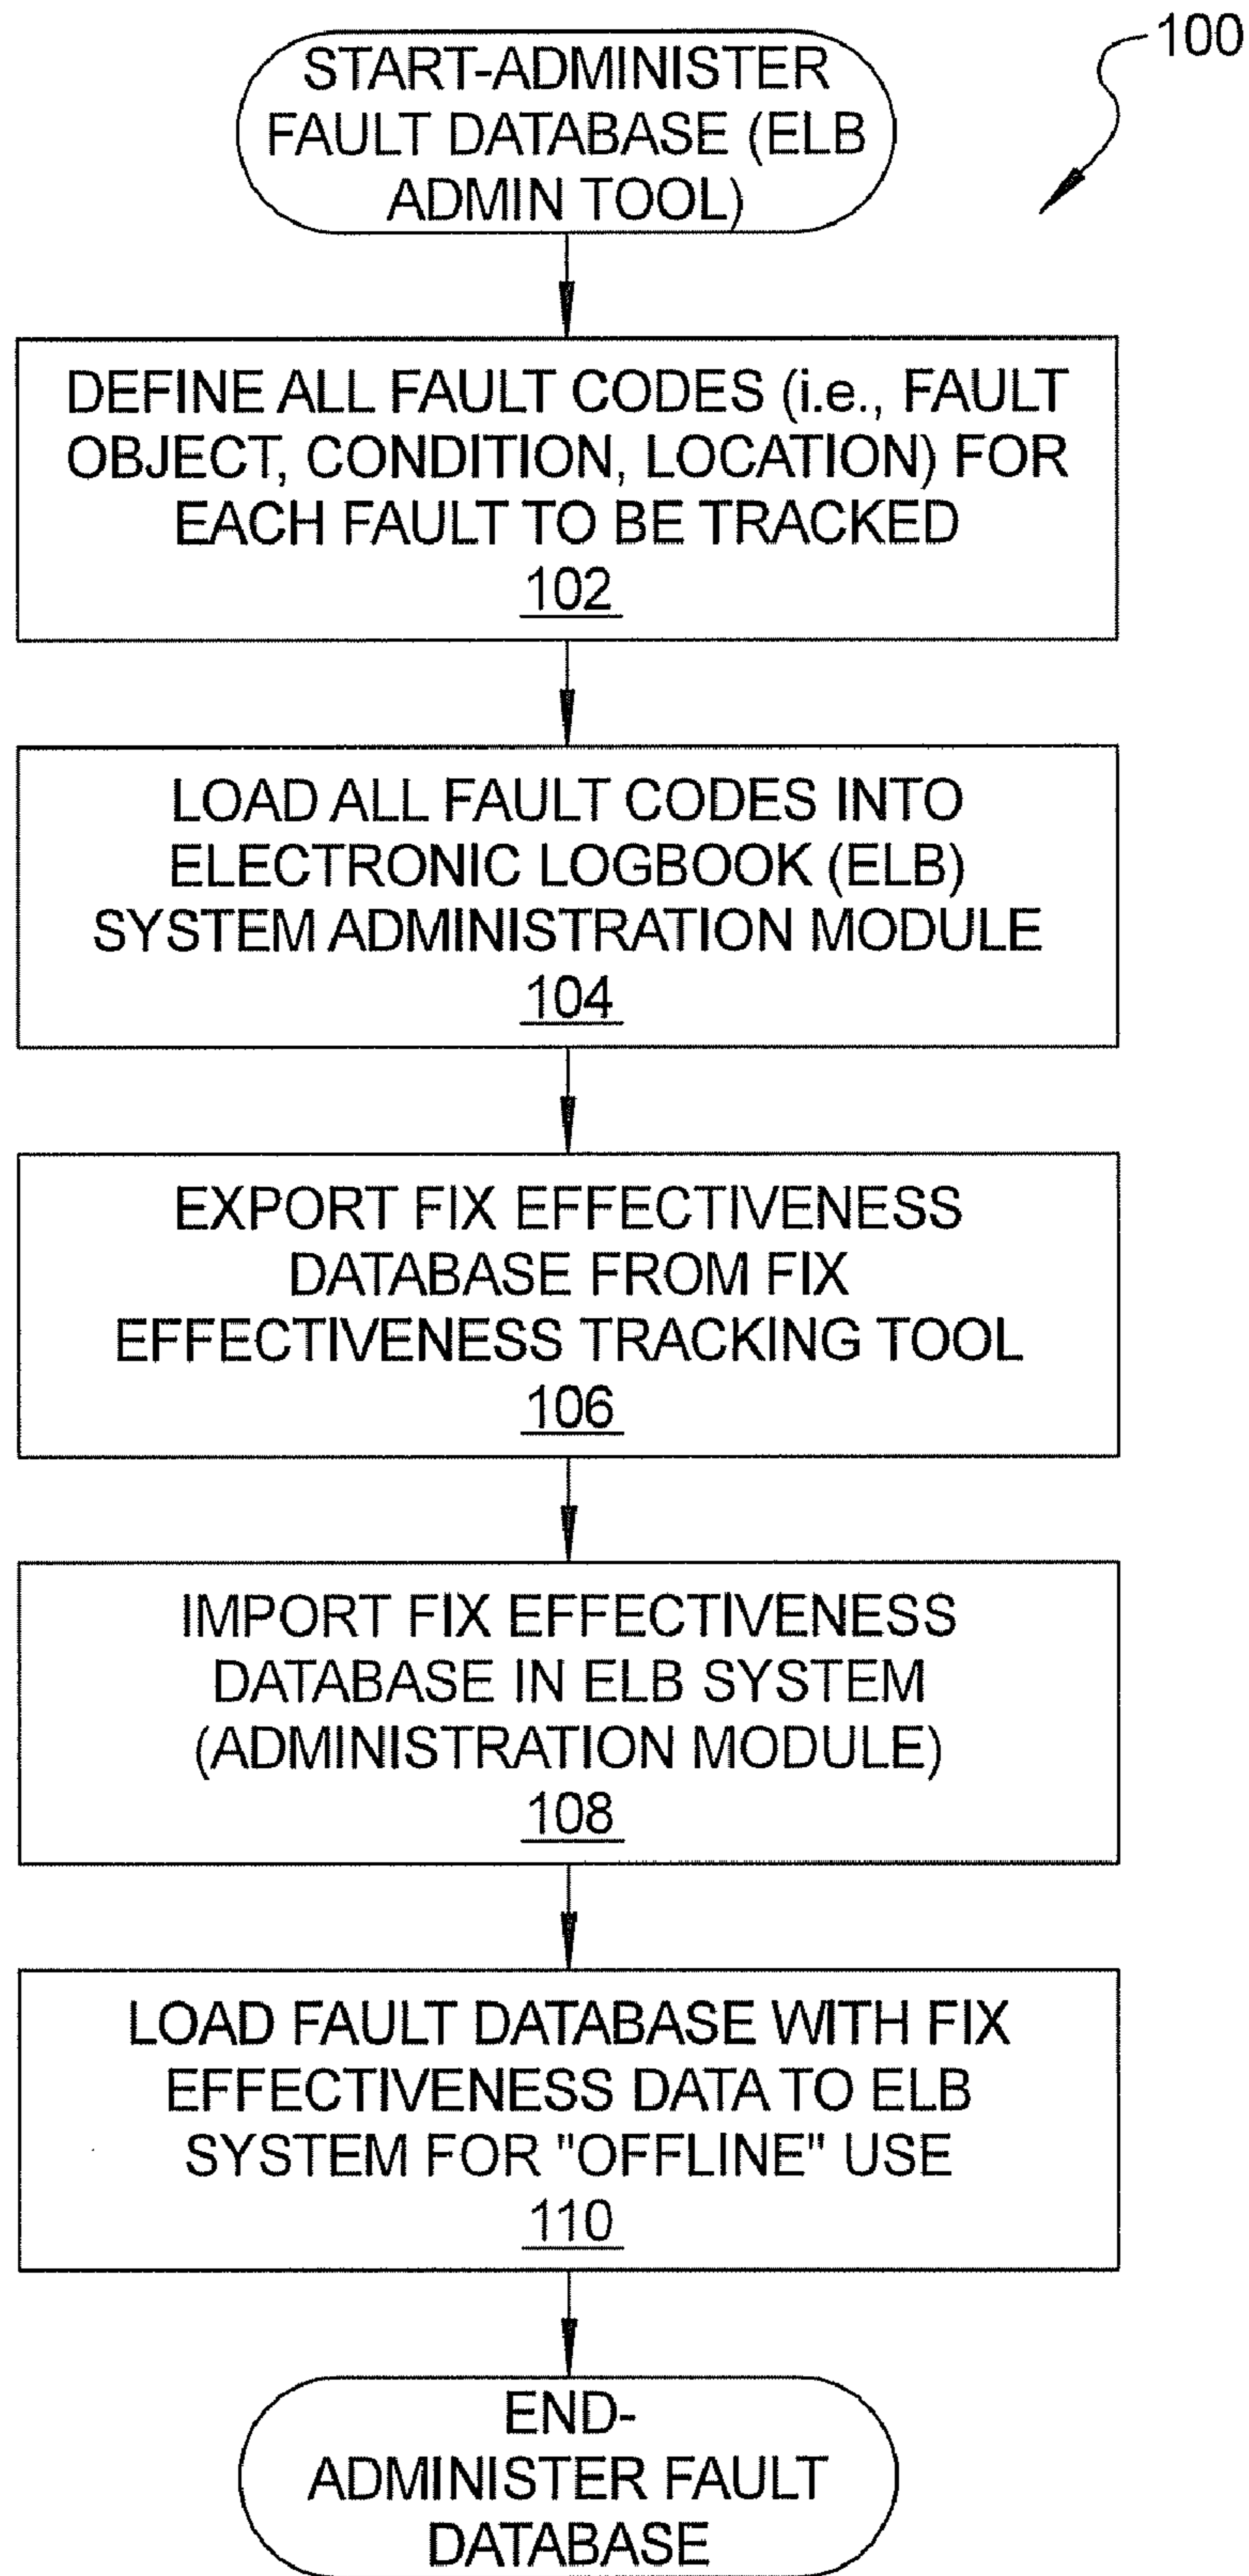 100
START-ADMINISTER
FAULT DATABASE (ELB
ADMIN TOOL)
DEFINE ALL FAULT CODES (i.e., FAULT
OBJECT, CONDITION, LOCATION) FOR
EACH FAULT TO BE TRACKED
102
LOAD ALL FAULT CODES INTO
ELECTRONIC LOGBOOK (ELB)
SYSTEM ADMINISTRATION MODULE
104
EXPORT FIX EFFECTIVENESS
DATABASE FROM FIX
EFFECTIVENESS TRACKING TOOL
106
IMPORT FIX EFFECTIVENESS
DATABASE IN ELB SYSTEM
(ADMINISTRATION MODULE)
108
LOAD FAULT DATABASE WITH FIX
EFFECTIVENESS DATA TO ELB
SYSTEM FOR "OFFLINE" USE
110
END-
ADMINISTER FAULT
DATABASE